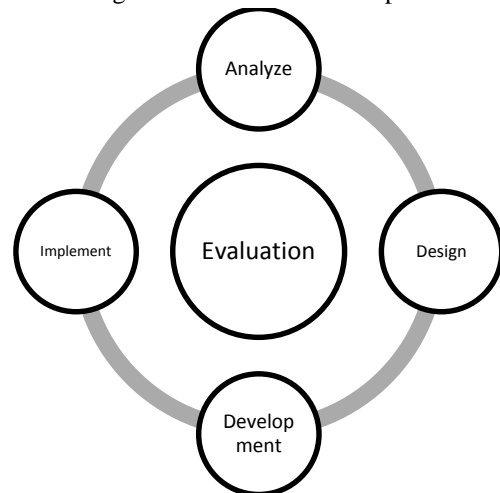 Analyze
Implement
Evaluation
Design
Develop
ment